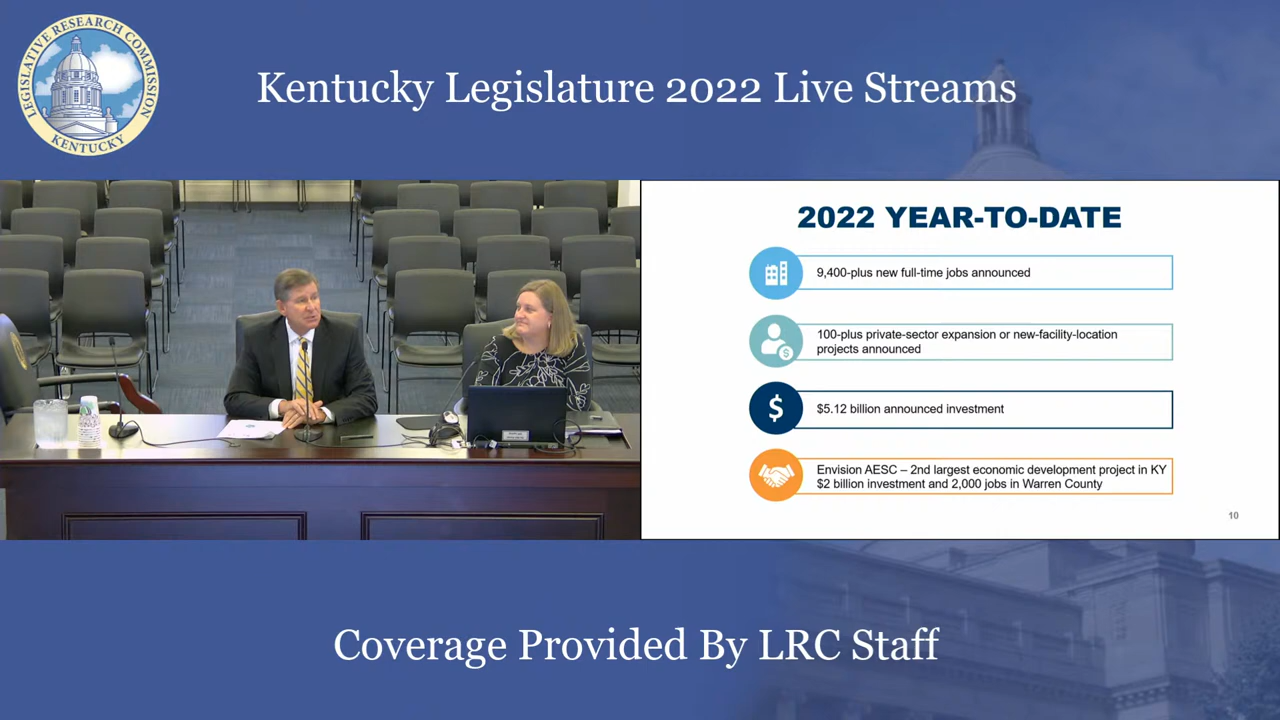 LEGISLATIVE RESEARCH COMMISSION
KENTUCKY
Kentucky Legislature 2022 Live Streams
2022 YEAR-TO-DATE
9,400-plus new full-time jobs announced
100-plus private-sector expansion or new-facility-location
projects announced
$
$
$5.12 billion announced investment
Envision AESC – 2nd largest economic development project in KY
$2 billion investment and 2,000 jobs in Warren County
10
Coverage Provided By LRC Staff